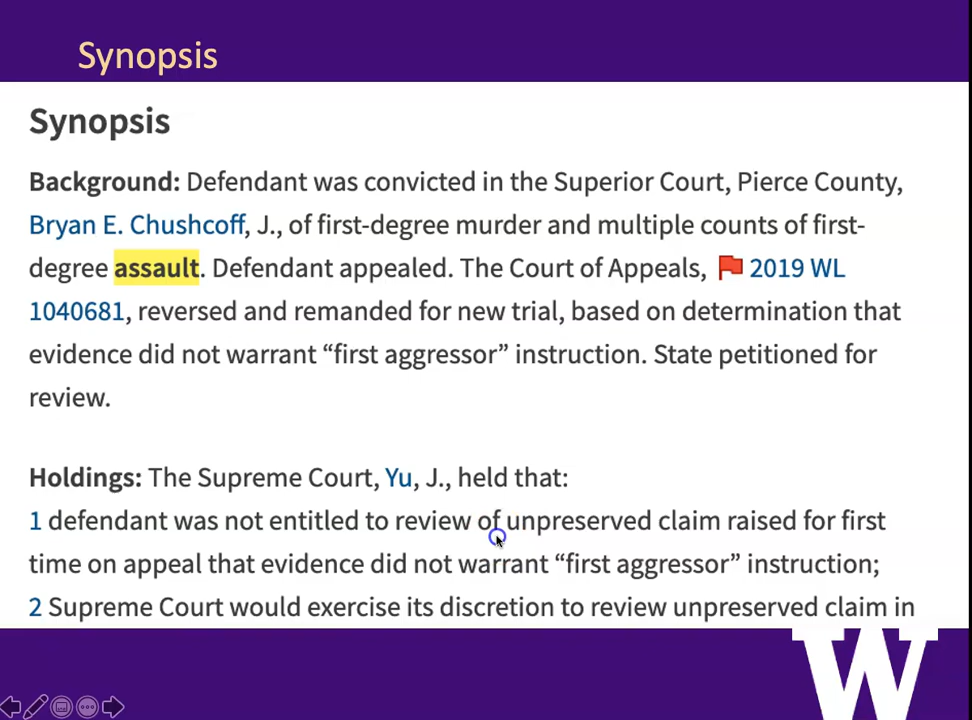 Synopsis
Synopsis
Background: Defendant was convicted in the Superior Court, Pierce County,
Bryan E. Chushcoff, J., of first-degree murder and multiple counts of first-
degree assault. Defendant appealed. The Court of Appeals, 2019 WL
1040681, reversed and remanded for new trial, based on determination that
evidence did not warrant “first aggressor” instruction. State petitioned for
review.
Holdings: The Supreme Court, Yu, J., held that:
1 defendant was not entitled to review of unpreserved claim raised for first
time on appeal that evidence did not warrant “first aggressor” instruction;
2 Supreme Court would exercise its discretion to review unpreserved claim in
W